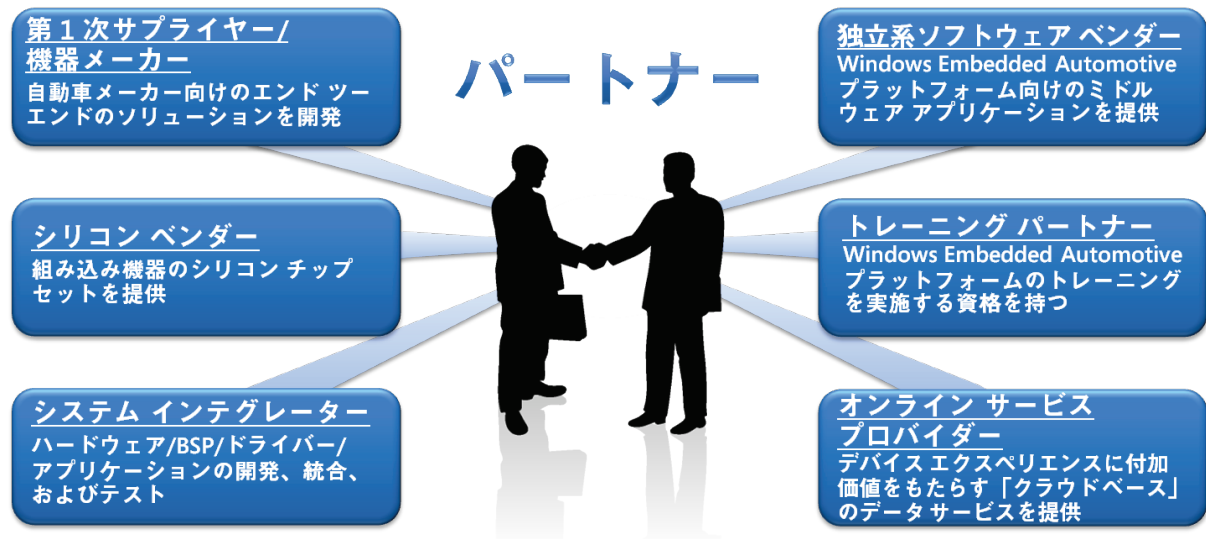 パートナー
第1次サプライヤー/
機器メーカー
自動車メーカー向けのエンド ツー
エンドのソリューションを開発
シリコン ベンダー
組み込み機器のシリコン チップ
セットを提供
システム インテグレーター
ハードウェア/BSP/ドライバー/
アプリケーションの開発、統合、
およびテスト
独立系ソフトウェア ベンダー
Windows Embedded Automotive
プラットフォーム向けのミドル
ウェア アプリケーションを提供
トレーニング パートナー
Windows Embedded Automotive
プラットフォームのトレーニング
を実施する資格を持つ
オンライン サービス
プロバイダー
デバイス エクスペリエンスに付加
価値をもたらす「クラウド ベース」
のデータ サービスを提供